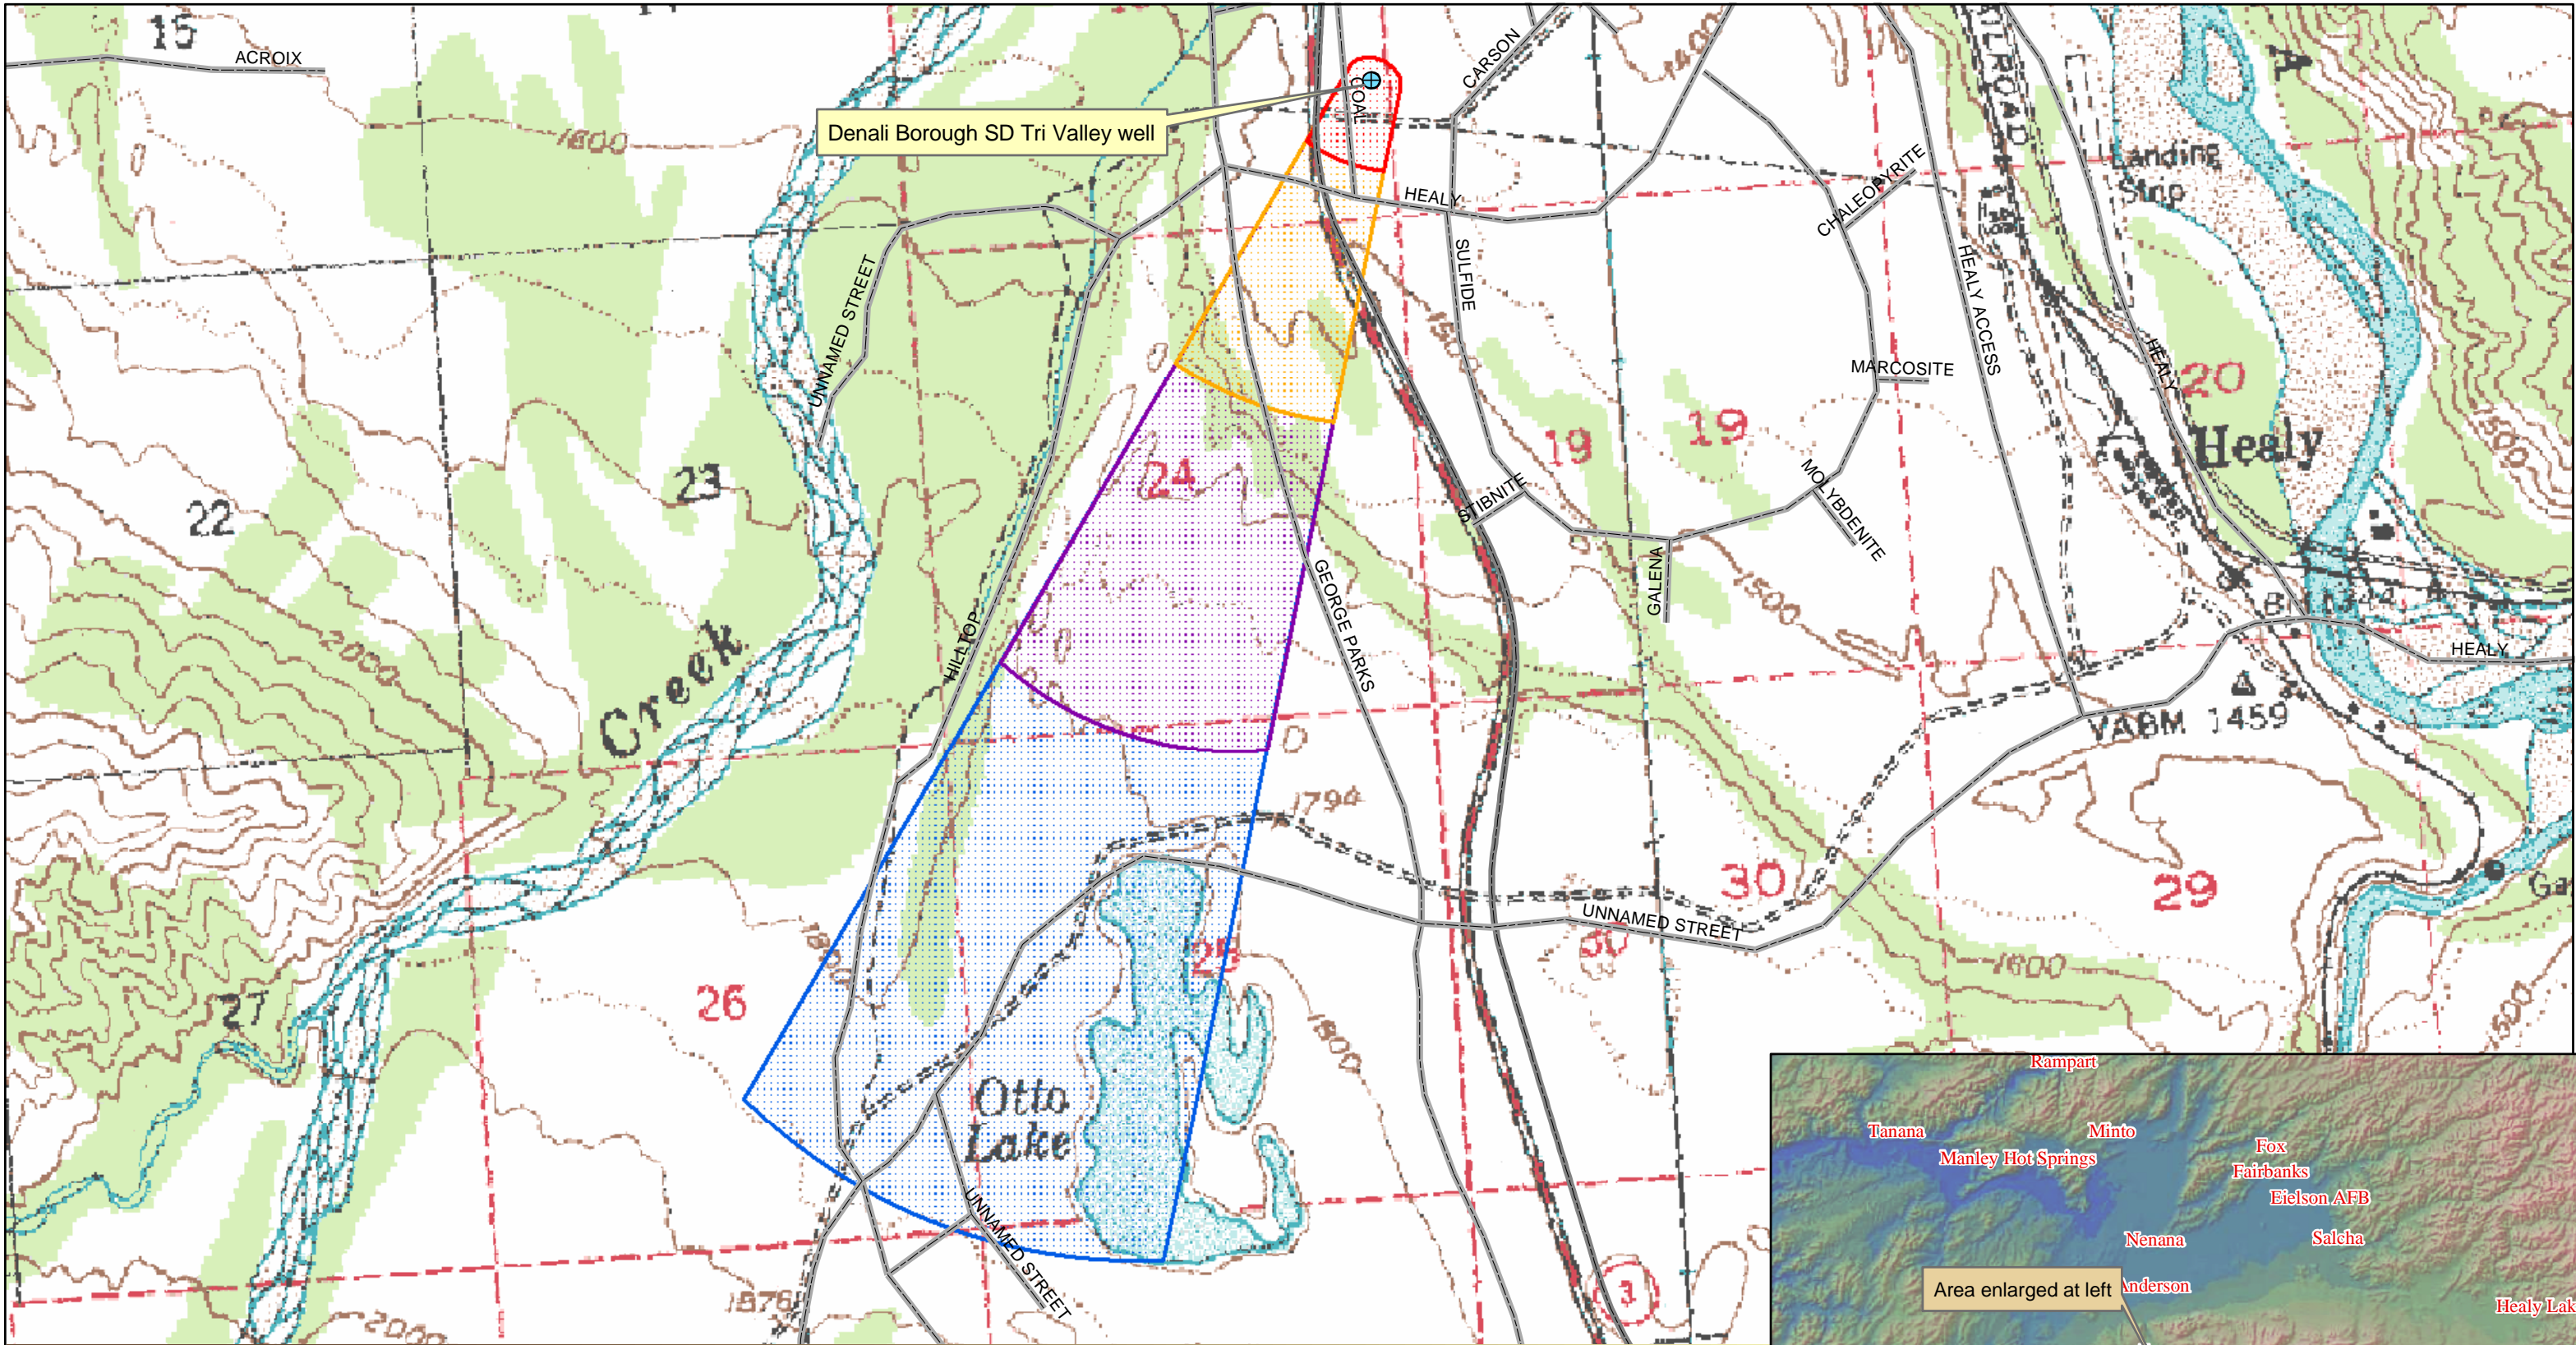 15
ACROIX
1600
Denali Borough SD Tri Valley well
COAL
CARSON
HEALY
SULFIDE
CHALEOPYRITE
Landing
Strip
HEALY ACCESS
HEALY
MARCOSITE
UNNAMED STREET
20
Healy
19
19
24
23
22
STIBNITE
MOLYBDENITE
GALENA
1500
GEORGE PARKS
HILLTOP
2000
Creek
HEALY
VABM 1459
1794
30
29
UNNAMED STREET
30
25
26
27
1600
1800
Otto
Lake
UNNAMED STREET
1876
2000
3
Rampart
Tanana
Minto
Manley Hot Springs
Fox
Fairbanks
Eielson AFB
Nenana
Salcha
Area enlarged at left
Anderson
Healy Lak